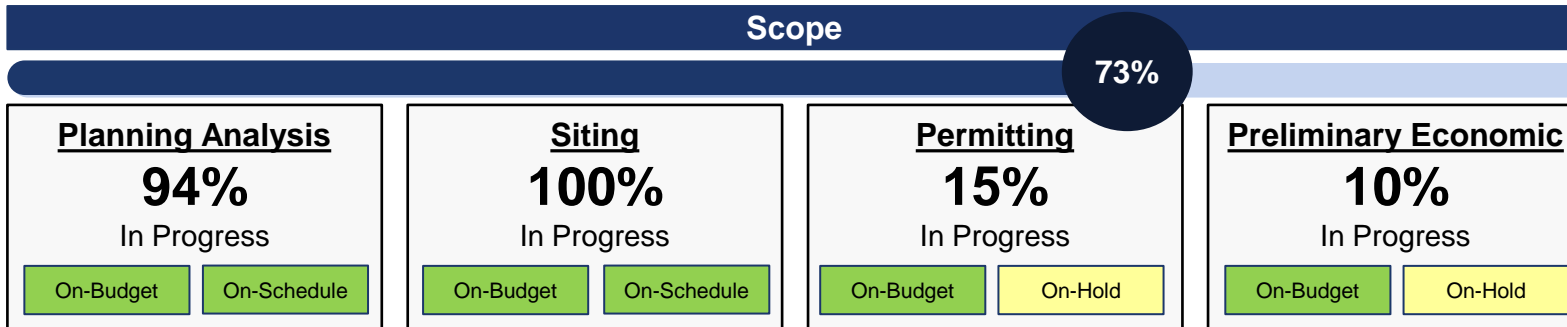 Scope
73%
Planning Analysis
94%
In Progress
On-Budget
On-Schedule
Siting
100%
In Progress
On-Budget
On-Schedule
Permitting
15%
In Progress
On-Budget
On-Hold
Preliminary Economic
10%
In Progress
On-Budget
On-Hold